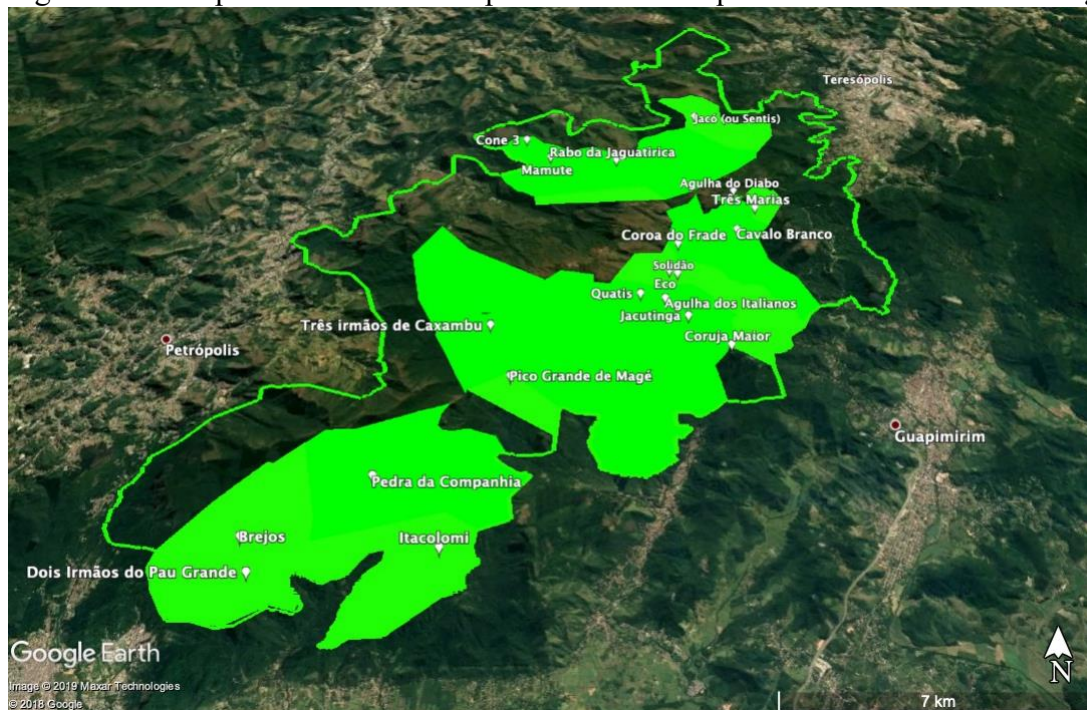 Teresópolis
Jacó (ou Sentis)
Cone 3
Rabo da Jaguatirica
Mamute
Agulha do Diabo
Três Marias
Coroa do Frade
Cavalo Branco
Solidão
Eco
Quatis
Agulha dos Italianos
Jacutinga
Três irmãos de Caxambu
Coruja Maior
Petrópolis
Pico Grande de Magé
Guapimirim
Pedra da Companhia
Brejos
Itacolomi
Dois Irmãos do Pau Grande
Google Earth
Image © 2019 Maxar Technologies
© 2018 Google
N
7 km